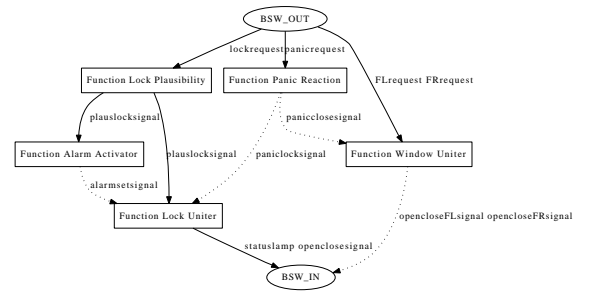 BSW_OUT
lockrequest panicrequest
Function Lock Plausibility
Function Panic Reaction
FLrequest FRrequest
plauslocksignal
panicclosesignal
Function Alarm Activator
plauslocksignal
paniclocksignal
Function Window Uniter
alarmsetsignal
Function Lock Uniter
opencloseFLsignal opencloseFRsignal
statuslamp openclosesignal
BSW_IN